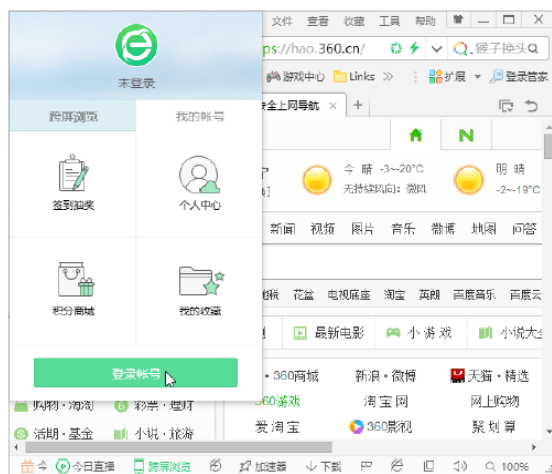 文件 查看 收藏 工具 帮助
未登录
ps://hao.360.cn/ 猴子换头
游戏中心 Links 扩展 登录管家
跨屏浏览 我的帐号
全上网导航
签到抽奖 个人中心
今 晴 -3~20°C 明 晴
无持续风向: 微风 -2~-19°C
新闻 视频 图片 音乐 微博 地图 问答
积分商城 我的收藏
花盆 电视底座 淘宝 英朗 百度音乐 百度云
最新电影 小游戏 小说大全
登录帐号
360商城 新浪·微博 天猫·精选
购物·海淘 彩票·理财 360游戏 淘宝网 网上购物
活期·基金 小说·旅游 爱淘宝 360影视 聚划算
今日直播 跨屏浏览 加速器 下载 100%